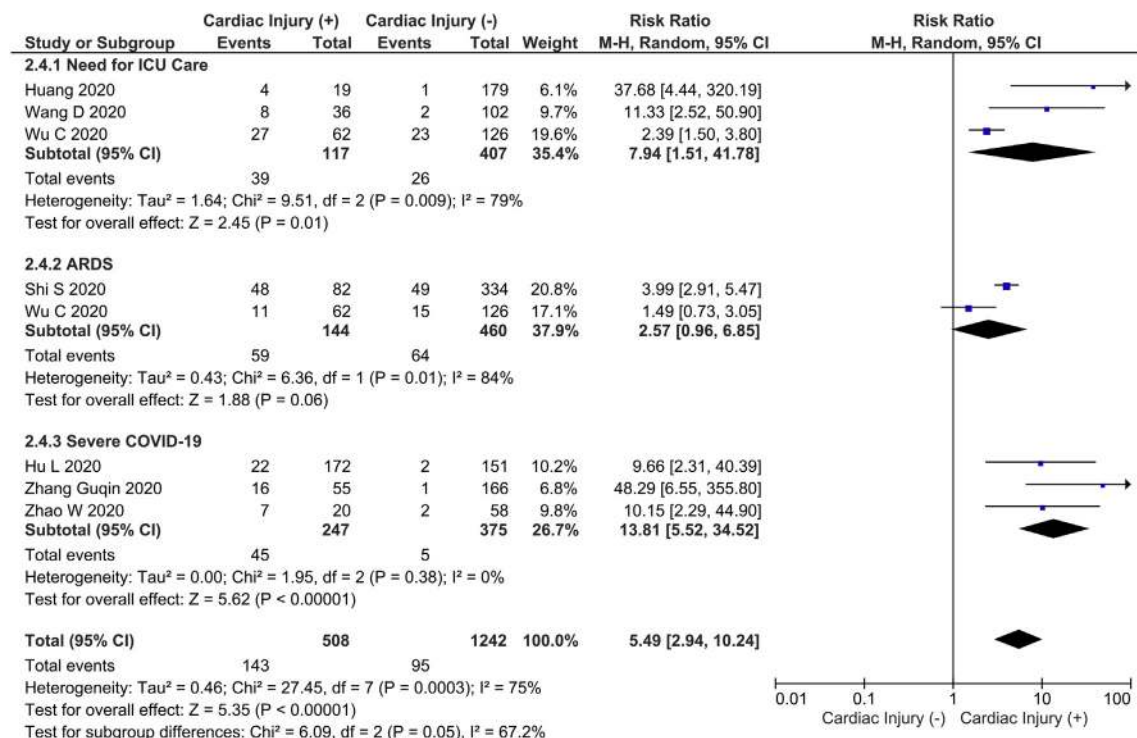 Cardiac Injury (+) Cardiac Injury (-) Risk Ratio Risk Ratio
Study or Subgroup Events Total Events Total Weight M-H, Random, 95% CI M-H, Random, 95% CI
2.4.1 Need for ICU Care
Huang 2020 4 19 1 179 6.1% 37.68 [4.44, 320.19]
Wang D 2020 8 36 2 102 9.7% 11.33 [2.52, 50.90]
Wu C 2020 27 62 23 126 19.6% 2.39 [1.50, 3.80]
Subtotal (95% CI) 117 407 35.4% 7.94 [1.51, 41.78]
Total events 39 26
Heterogeneity: Tau² = 1.64; Chi² = 9.51, df = 2 (P = 0.009); I² = 79%
Test for overall effect: Z = 2.45 (P = 0.01)
2.4.2 ARDS
Shi S 2020 48 82 49 334 20.8% 3.99 [2.91, 5.47]
Wu C 2020 11 62 15 126 17.1% 1.49 [0.73, 3.05]
Subtotal (95% CI) 144 460 37.9% 2.57 [0.96, 6.85]
Total events 59 64
Heterogeneity: Tau² = 0.43; Chi² = 6.36, df = 1 (P = 0.01); I² = 84%
Test for overall effect: Z = 1.88 (P = 0.06)
2.4.3 Severe COVID-19
Hu L 2020 22 172 2 151 10.2% 9.66 [2.31, 40.39]
Zhang Guqin 2020 16 55 1 166 6.8% 48.29 [6.55, 355.80]
Zhao W 2020 7 20 2 58 9.8% 10.15 [2.29, 44.90]
Subtotal (95% CI) 247 375 26.7% 13.81 [5.52, 34.52]
Total events 45 5
Heterogeneity: Tau² = 0.00; Chi² = 1.95, df = 2 (P = 0.38); I² = 0%
Test for overall effect: Z = 5.62 (P < 0.00001)
Total (95% CI) 508 1242 100.0% 5.49 [2.94, 10.24]
Total events 143 95
Heterogeneity: Tau² = 0.46; Chi² = 27.45, df = 7 (P = 0.0003); I² = 75%
Test for overall effect: Z = 5.35 (P < 0.00001)
Test for subgroup differences: Chi² = 6.09, df = 2 (P = 0.05), I² = 67.2%
0.01 0.1 1 10 100
Cardiac Injury (-) Cardiac Injury (+)